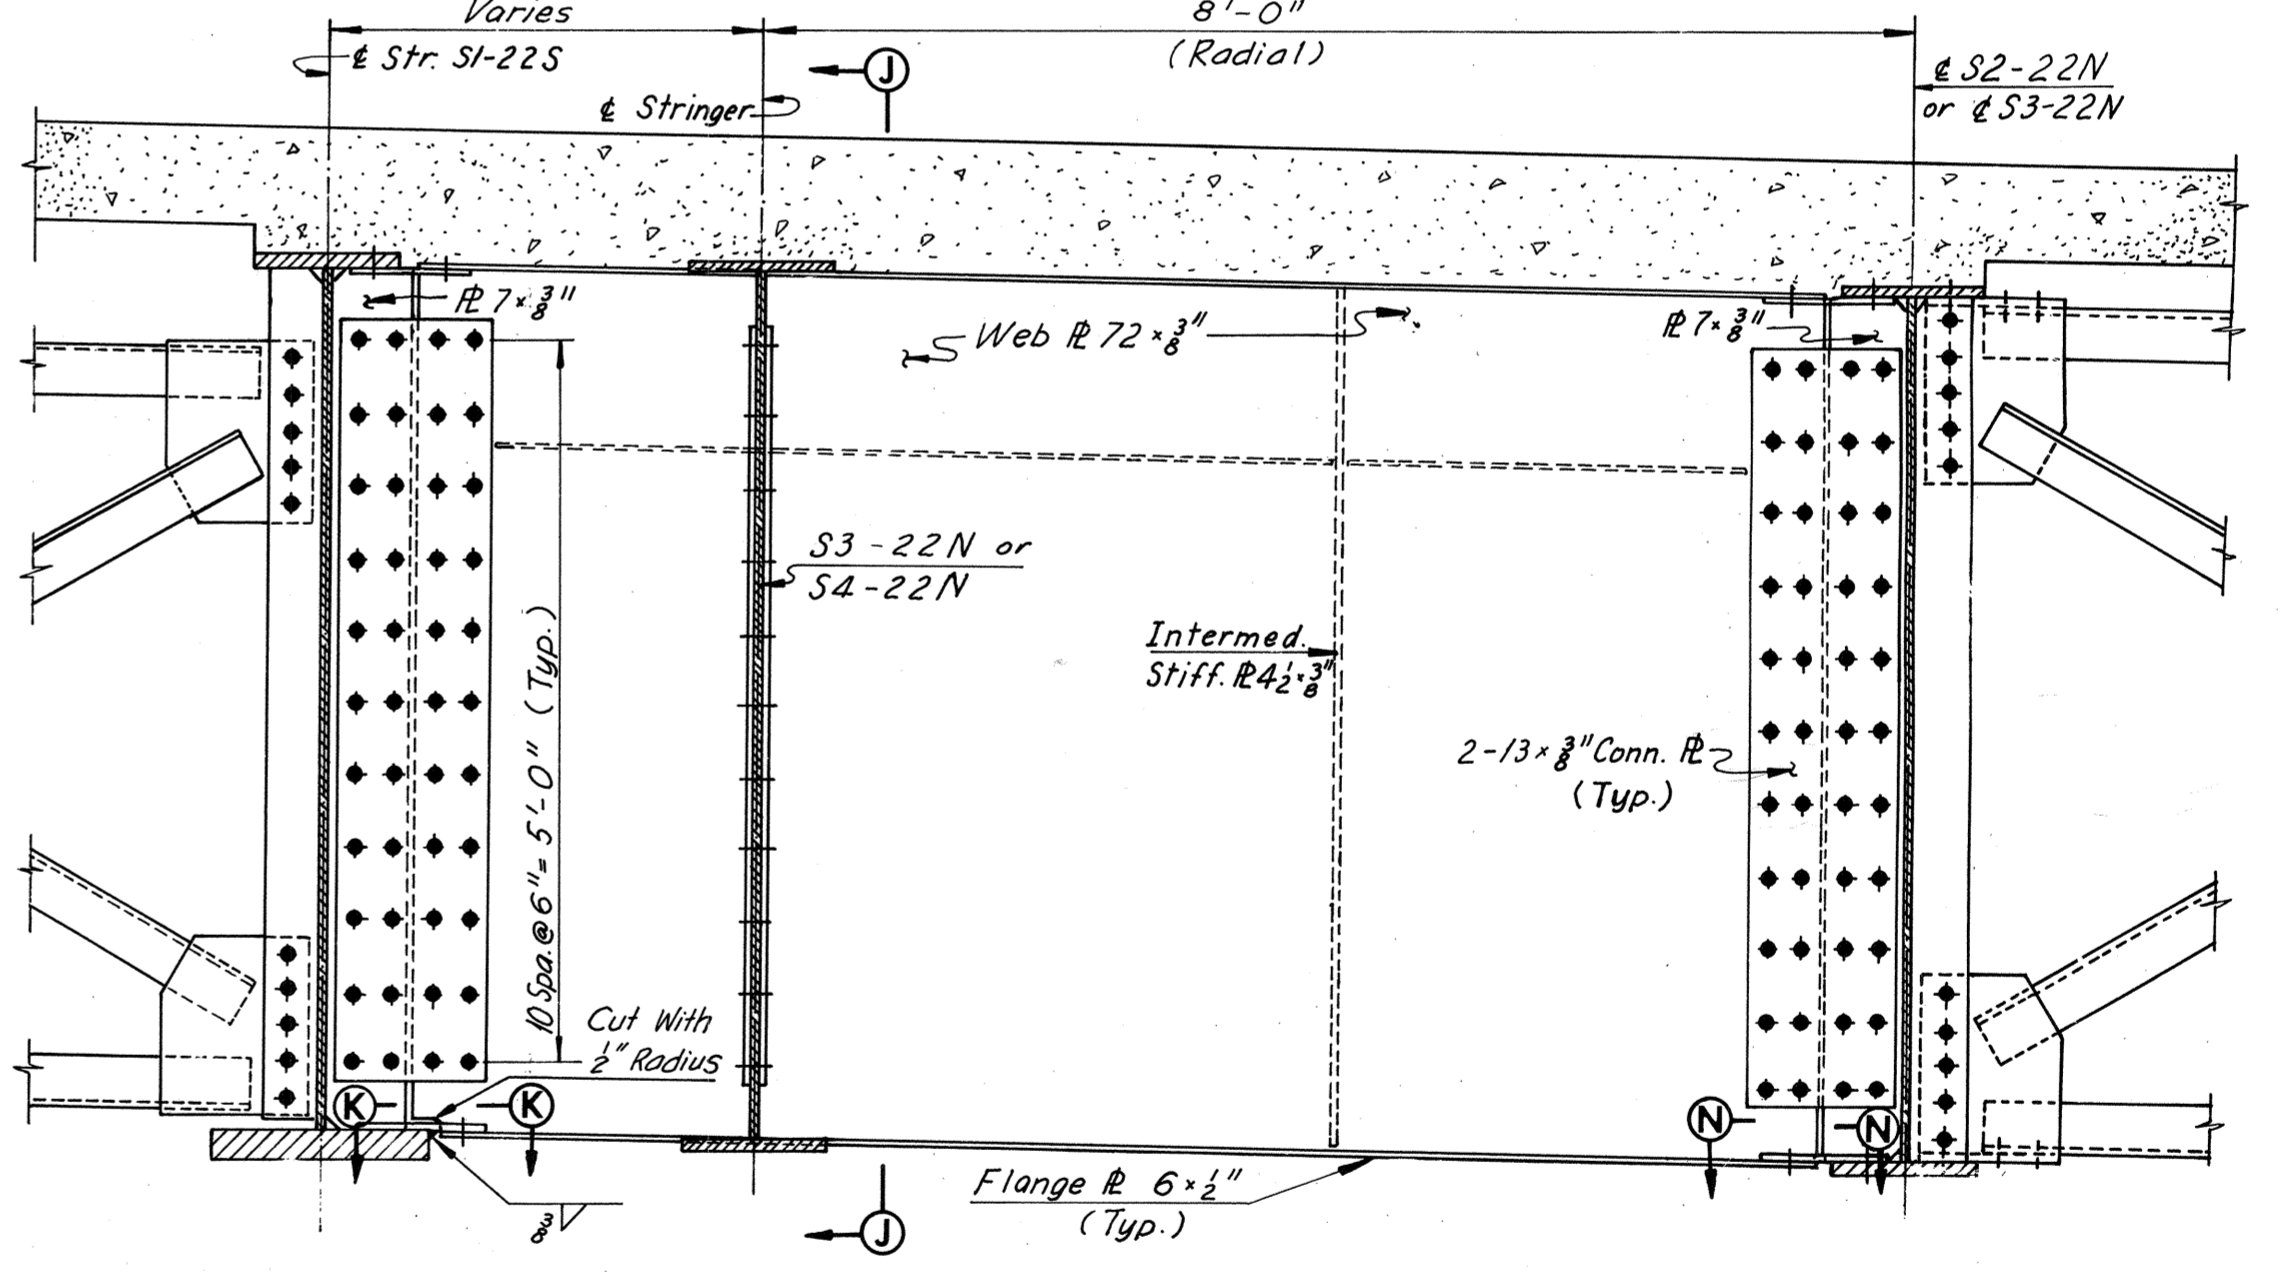 Varies
8'-0"
(Radial)
℄ Str. S1-22S
J
℄ Stringer
℄ S2-22N
or ℄ S3-22N
℄ 7 × 3/8"
Web ℄ 72 × 3/8"
℄ 7 × 3/8"
S3-22N or
S4-22N
10 Spa. @ 6" = 5'-0" (Typ.)
Intermed.
Stiff. ℄ 4 1/2 × 3/8"
2-13 × 3/8" Conn. ℄
(Typ.)
Cut With
1/2" Radius
K
K
N
N
3/8
Flange ℄ 6 × 1/2"
(Typ.)
J